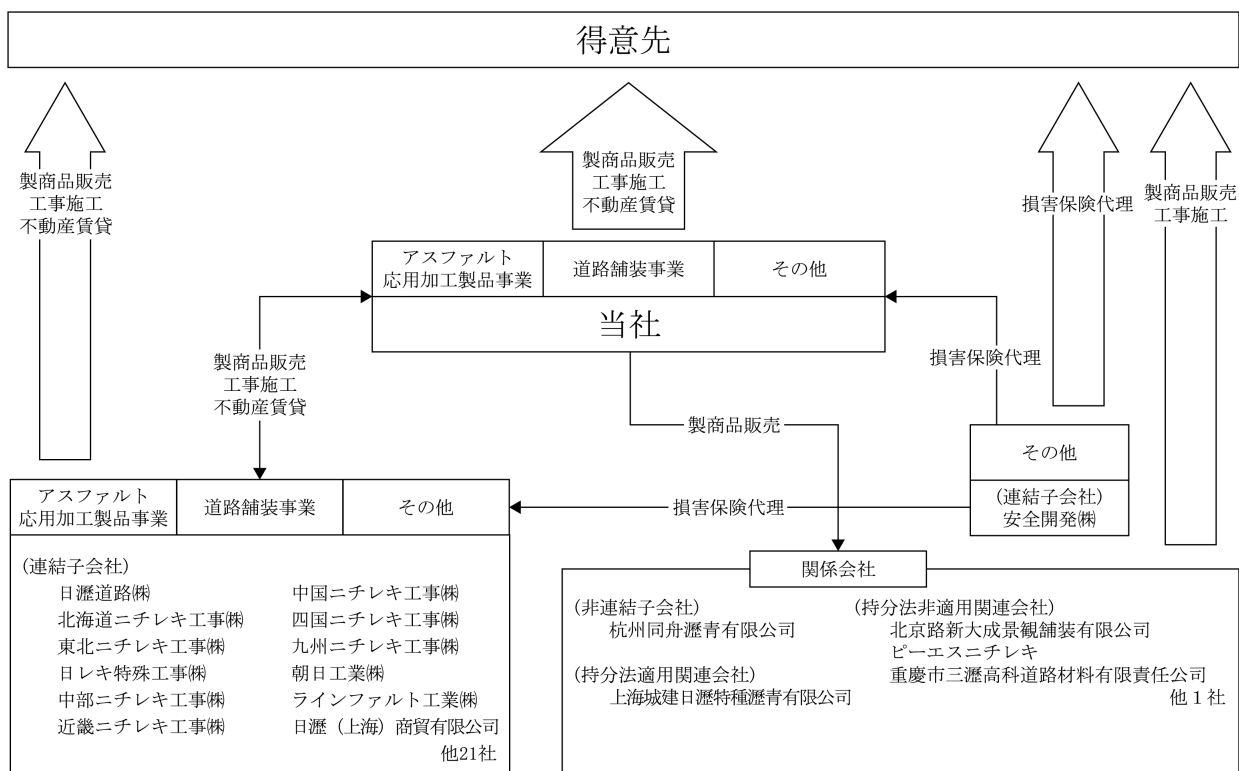 得意先
製商品販売
工事施工
不動産賃貸
製商品販売
工事施工
不動産賃貸
損害保険代理
製商品販売
工事施工
アスファルト
応用加工製品事業
道路舗装事業
その他
当社
製商品販売
工事施工
不動産賃貸
損害保険代理
製商品販売
その他
(連結子会社)
安全開発㈱
損害保険代理
アスファルト
応用加工製品事業
道路舗装事業
その他
(連結子会社)
日瀝道路㈱
北海道ニチレキ工事㈱
東北ニチレキ工事㈱
日レキ特殊工事㈱
中部ニチレキ工事㈱
近畿ニチレキ工事㈱
中国ニチレキ工事㈱
四国ニチレキ工事㈱
九州ニチレキ工事㈱
朝日工業㈱
ラインファルト工業㈱
日瀝（上海）商貿有限公司
他21社
関係会社
(非連結子会社)
杭州同舟瀝青有限公司
(持分法適用関連会社)
上海城建日瀝特種瀝青有限公司
(持分法非適用関連会社)
北京路新大成景観舗装有限公司
ピーエスニチレキ
重慶市三瀝高科道路材料有限責任公司
他１社